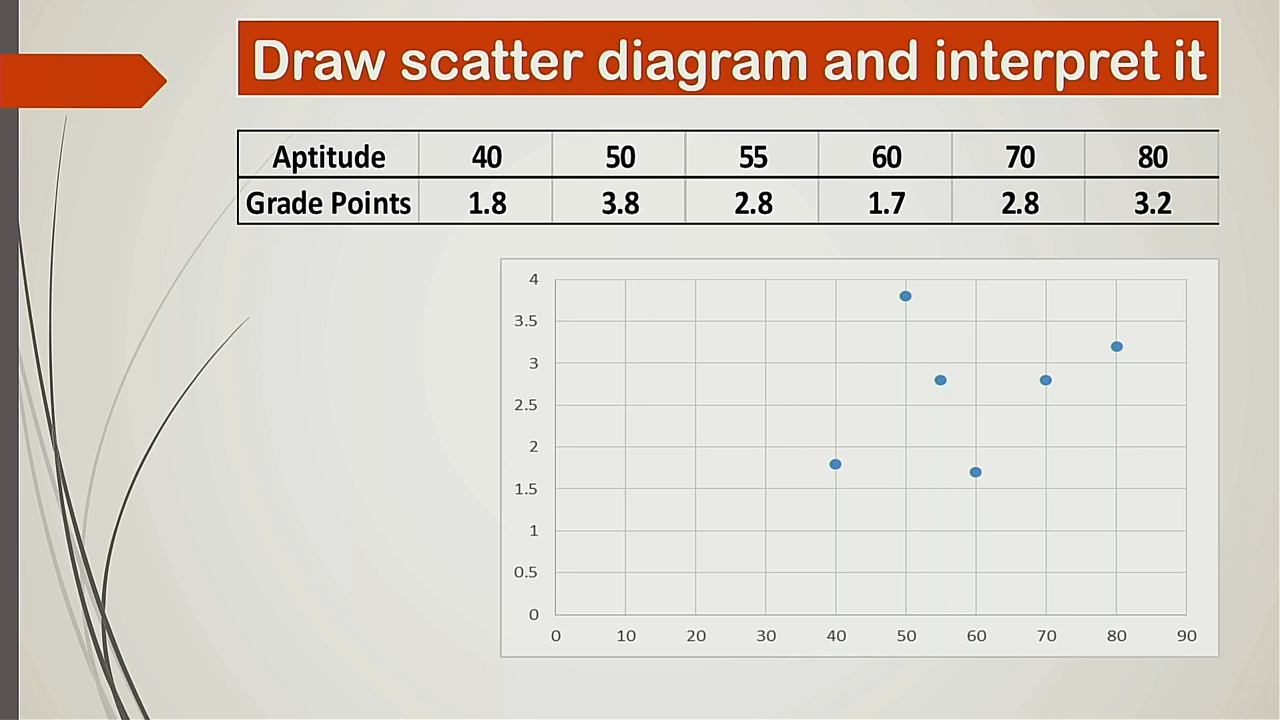 Draw scatter diagram and interpret it
Aptitude 40 50 55 60 70 80
Grade Points 1.8 3.8 2.8 1.7 2.8 3.2
4
3.5
3
2.5
2
1.5
1
0.5
0
0 10 20 30 40 50 60 70 80 90